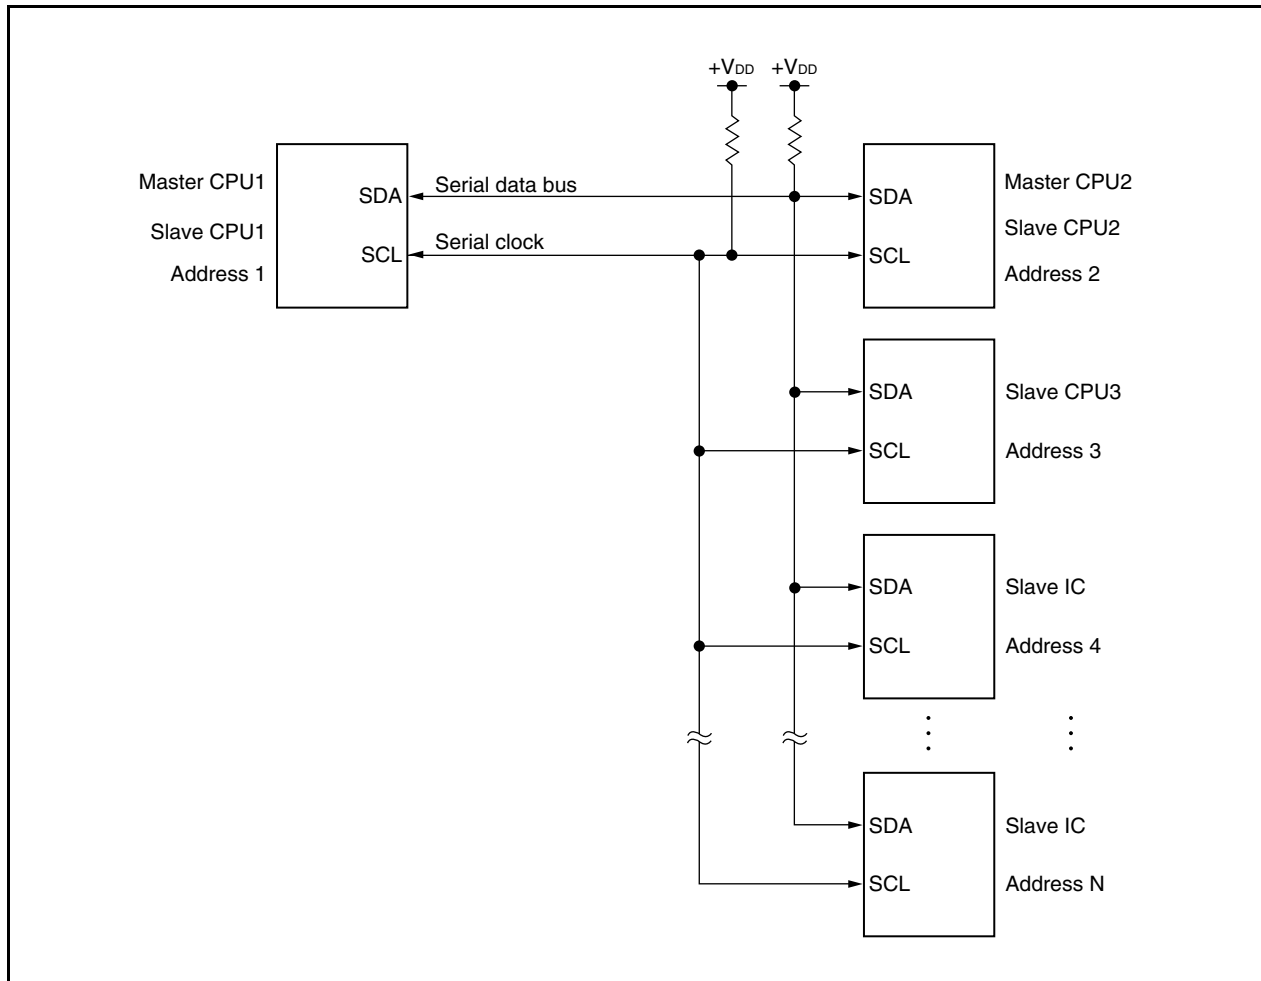 +VDD +VDD
Master CPU1
Slave CPU1
Address 1
SDA
SCL
Serial data bus
Serial clock
SDA
SCL
Master CPU2
Slave CPU2
Address 2
SDA
SCL
Slave CPU3
Address 3
SDA
SCL
Slave IC
Address 4
SDA
SCL
Slave IC
Address N